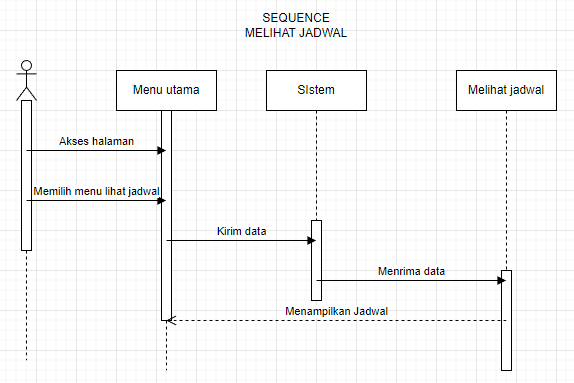 SEQUENCE
MELIHAT JADWAL
Menu utama
SIstem
Melihat jadwal
Akses halaman
Memilih menu lihat jadwal
Kirim data
Menrima data
Menampilkan Jadwal